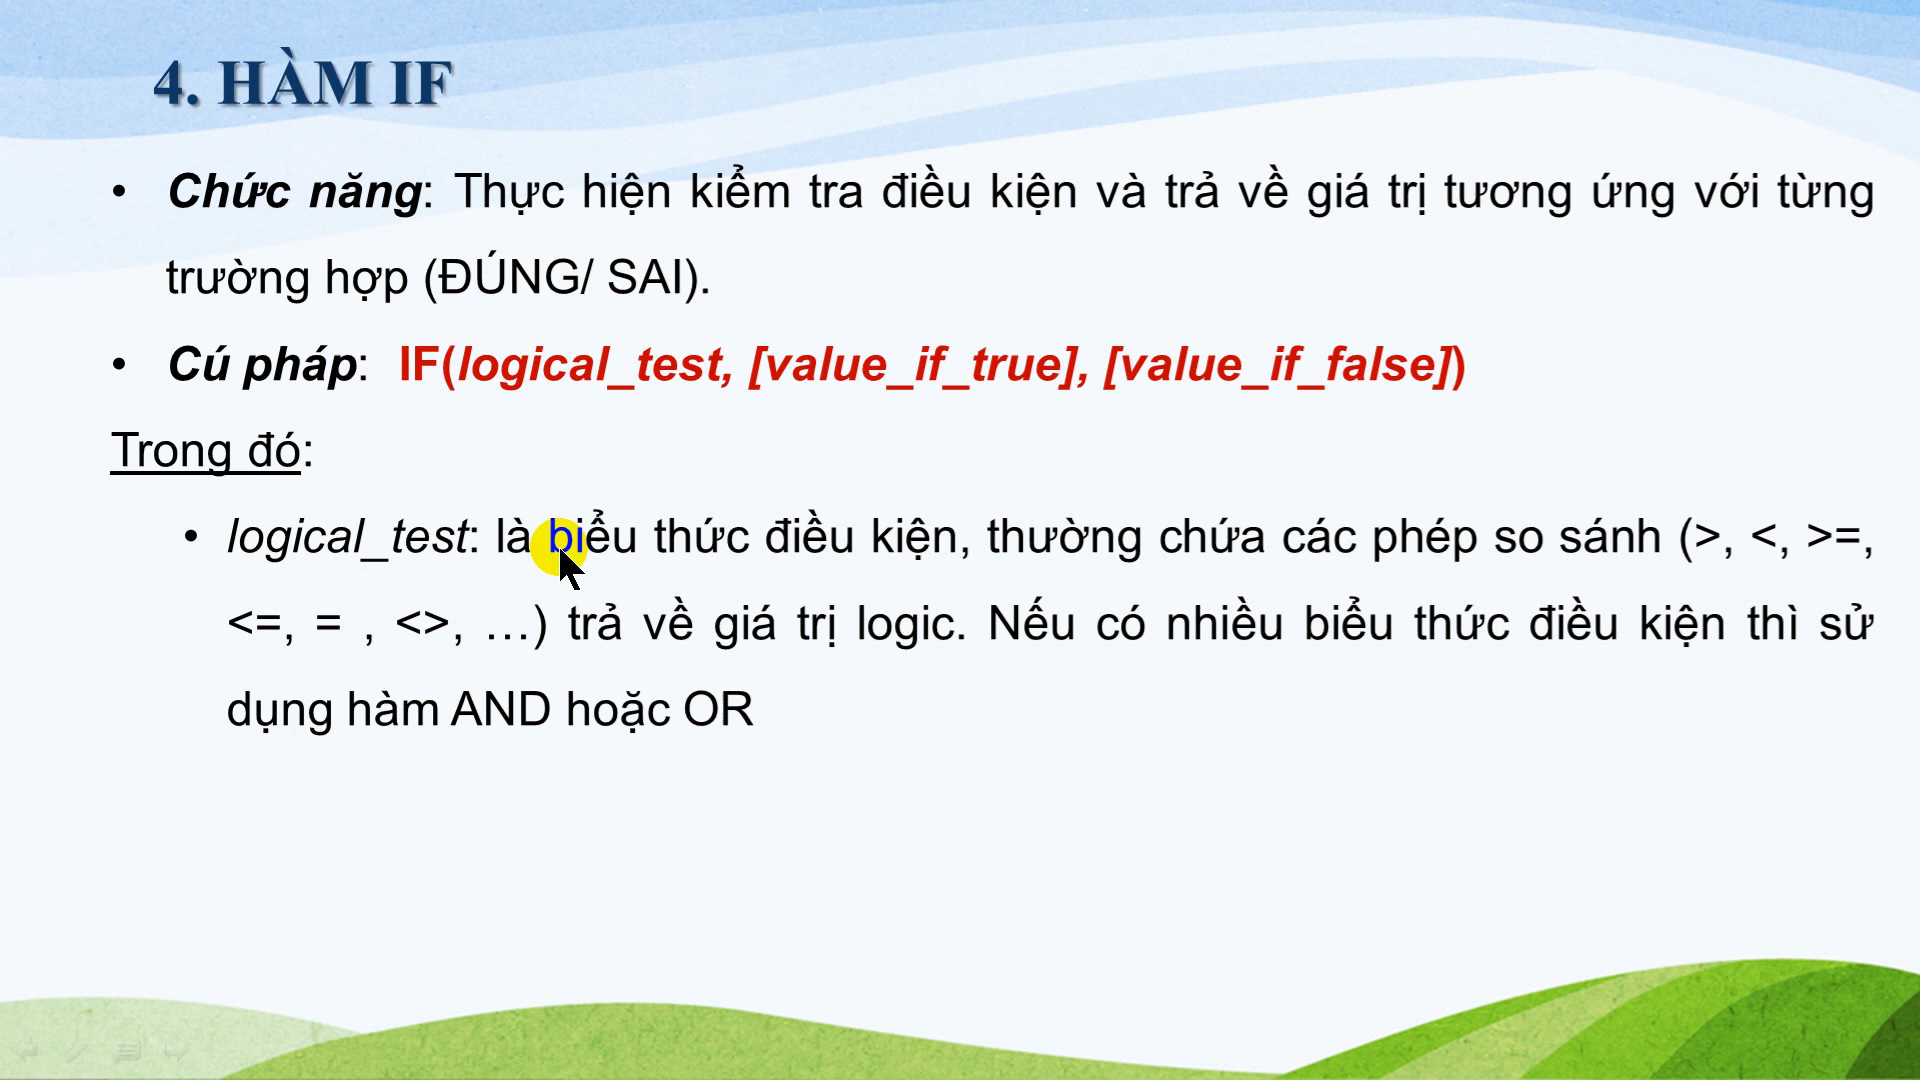 4. HÀM IF
• Chức năng: Thực hiện kiểm tra điều kiện và trả về giá trị tương ứng với từng
trường hợp (ĐÚNG/ SAI).
• Cú pháp: IF(logical_test, [value_if_true], [value_if_false])
Trong đó:
• logical_test: là biểu thức điều kiện, thường chứa các phép so sánh (>, <, >=,
<=, = , <>, …) trả về giá trị logic. Nếu có nhiều biểu thức điều kiện thì sử
dụng hàm AND hoặc OR